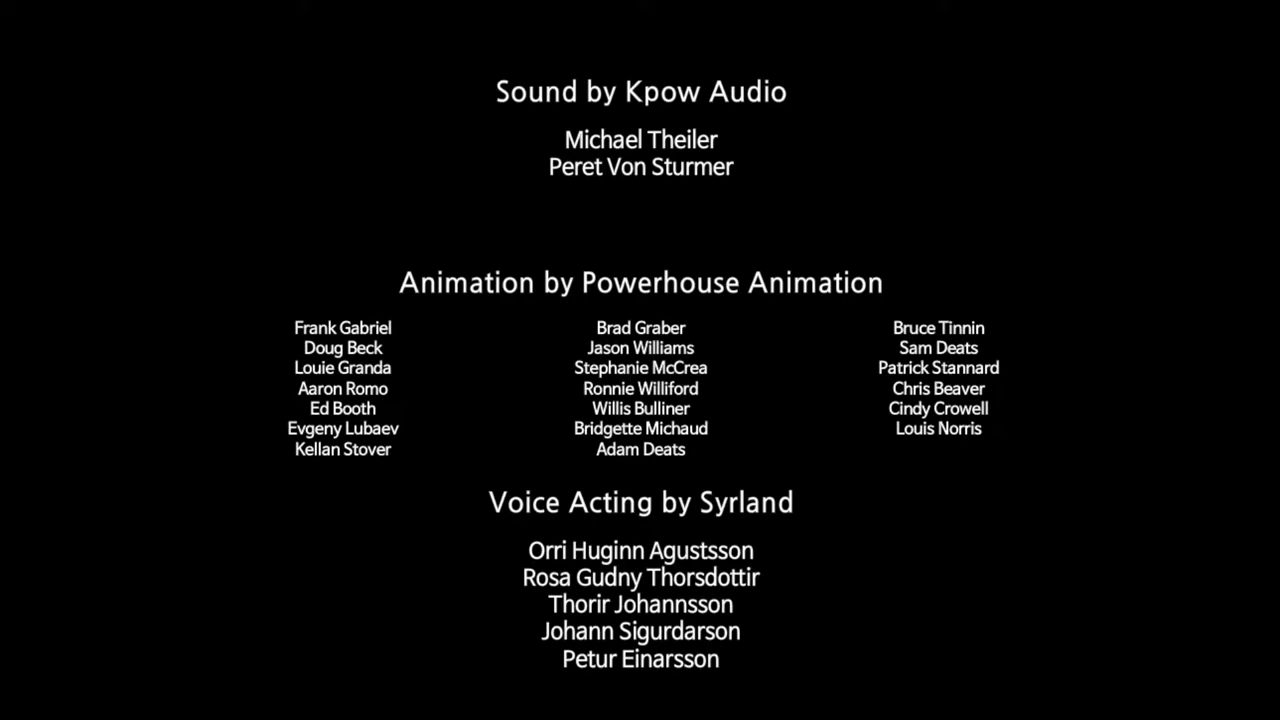 Sound by Kpow Audio
Michael Theiler
Peret Von Sturmer
Animation by Powerhouse Animation
Frank Gabriel
Doug Beck
Louie Granda
Aaron Romo
Ed Booth
Evgeny Lubaev
Kellan Stover
Brad Graber
Jason Williams
Stephanie McCrea
Ronnie Williford
Willis Bulliner
Bridgette Michaud
Adam Deats
Bruce Tinnin
Sam Deats
Patrick Stannard
Chris Beaver
Cindy Crowell
Louis Norris
Voice Acting by Syrland
Orri Huginn Agustsson
Rosa Gudny Thorsdottir
Thorir Johannsson
Johann Sigurdarson
Petur Einarsson